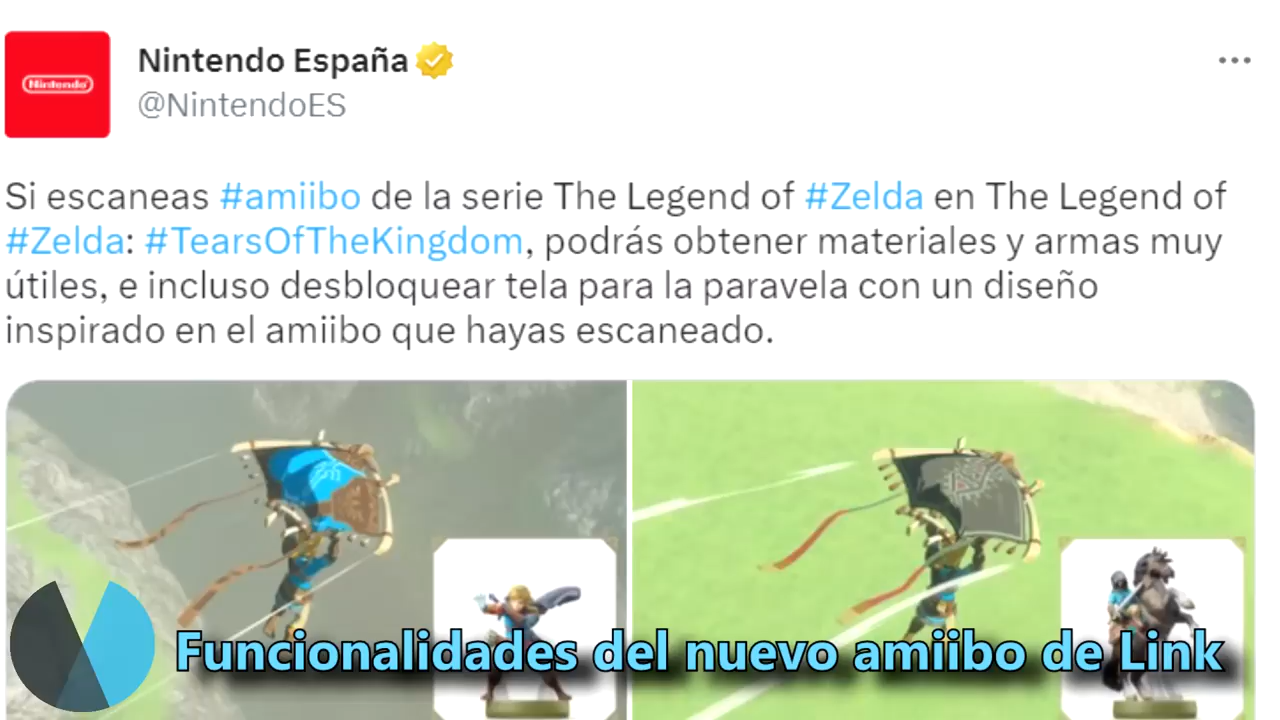 Nintendo
Nintendo España
@NintendoES
Si escaneas #amiibo de la serie The Legend of #Zelda en The Legend of
#Zelda: #TearsOfTheKingdom, podrás obtener materiales y armas muy
útiles, e incluso desbloquear tela para la paravela con un diseño
inspirado en el amiibo que hayas escaneado.
Funcionalidades del nuevo amiibo de Link